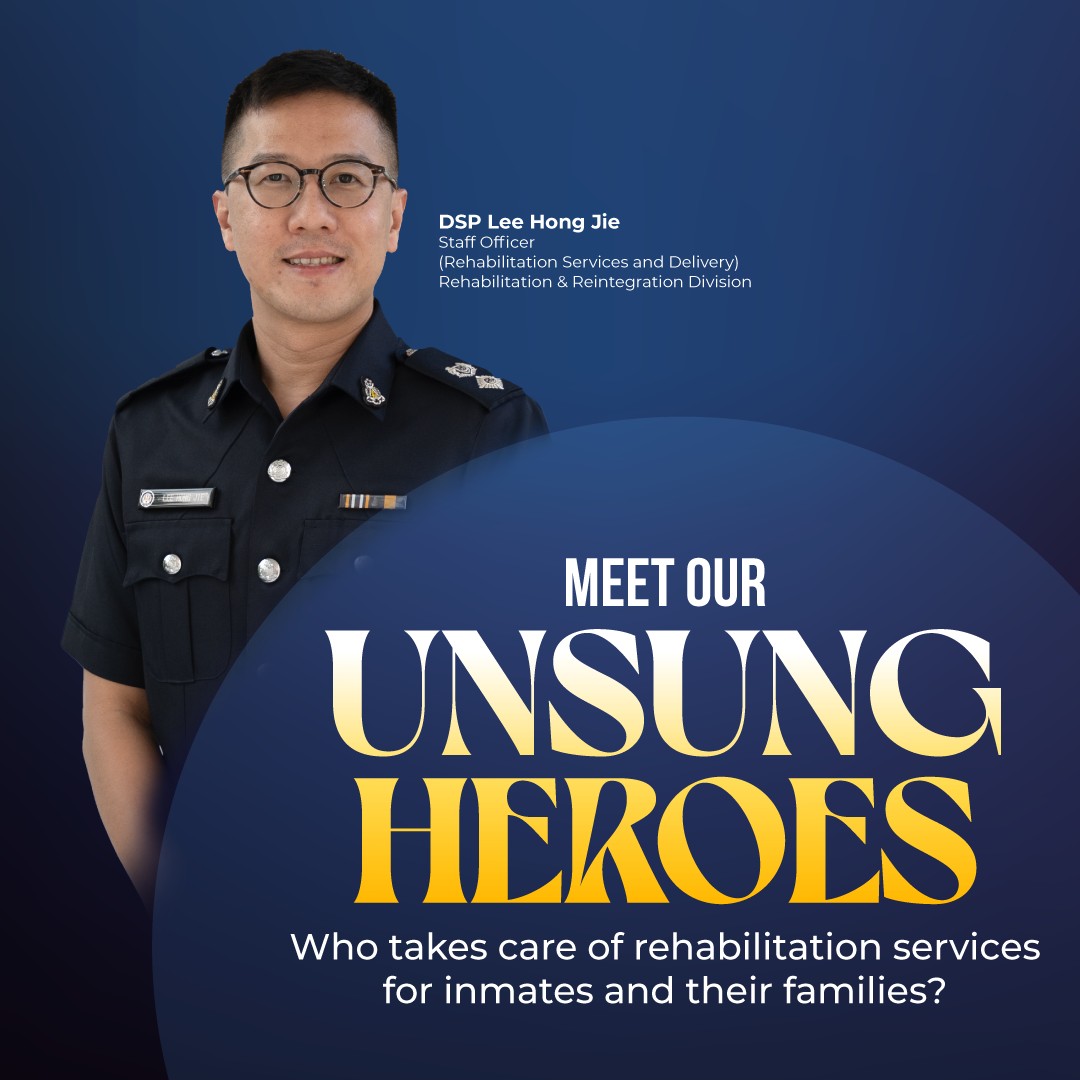 DSP Lee Hong Jie
Staff Officer
(Rehabilitation Services and Delivery)
Rehabilitation & Reintegration Division
MEET OUR
UNSUNG
HEROES
Who takes care of rehabilitation services
for inmates and their families?